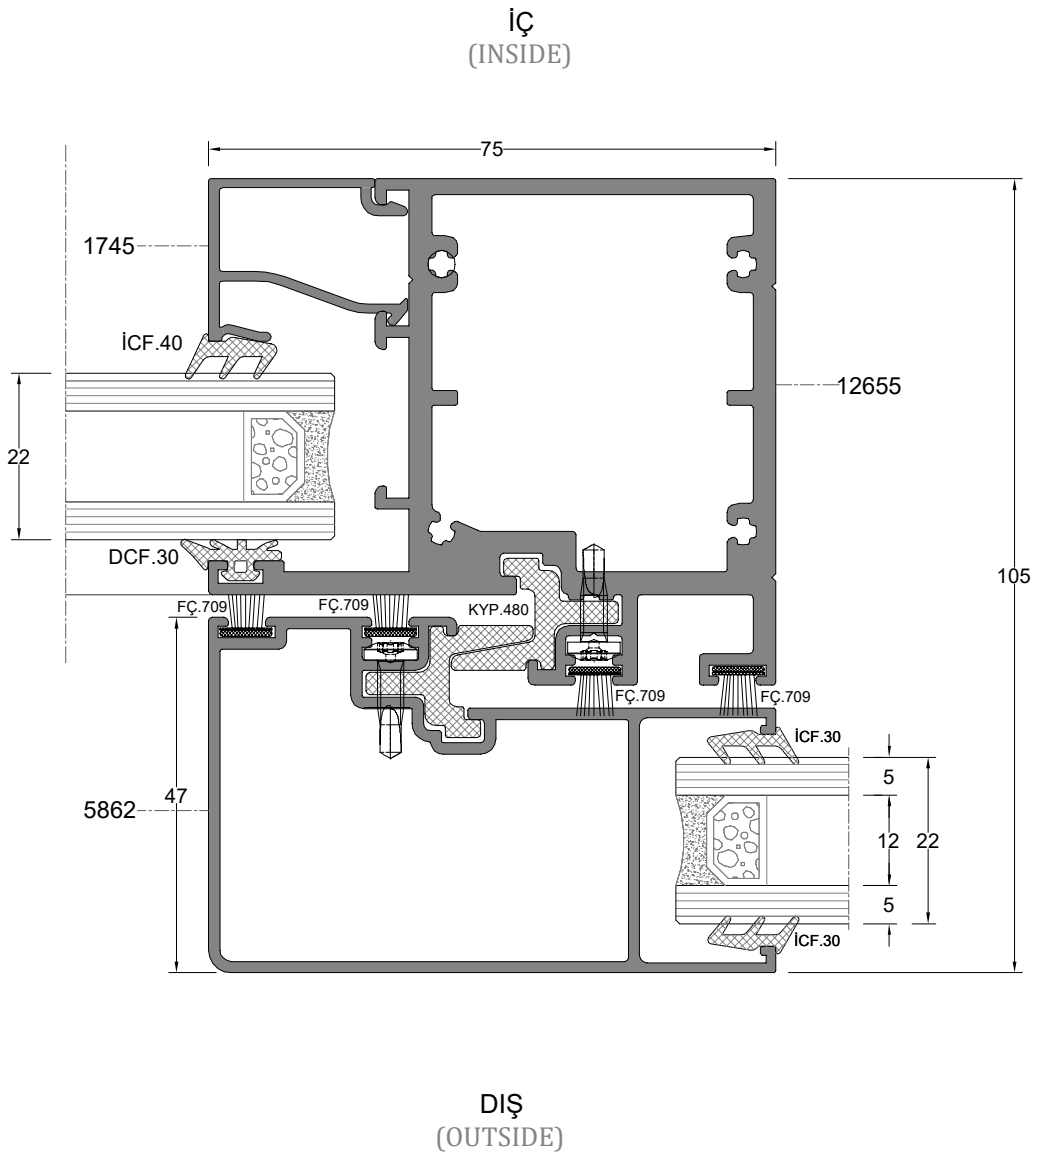 İÇ
(INSIDE)
75
1745
İCF.40
12655
22
DCF.30
105
FÇ.709
FÇ.709
KYP.480
FÇ.709
FÇ.709
İCF.30
5
47
5862
12
22
5
İCF.30
DIŞ
(OUTSIDE)